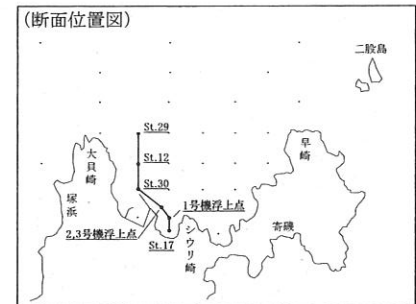 (断面位置図)
二股島
St.29
大貝崎
早崎
St.12
St.30
塚浜
1号機浮上点
寄磯
シウリ崎
2,3号機浮上点
St.17